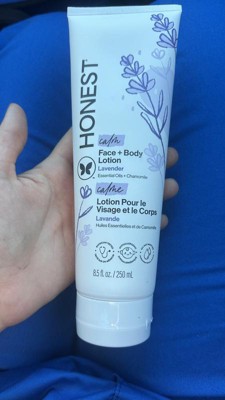 HONEST
calm
Face + Body
Lotion
Lavender
Essential Oils + Chamomile
calme
Lotion Pour le
Visage et le Corps
Lavande
Huiles Essentielles et de Camomille
8.5 fl. oz. / 250 mL